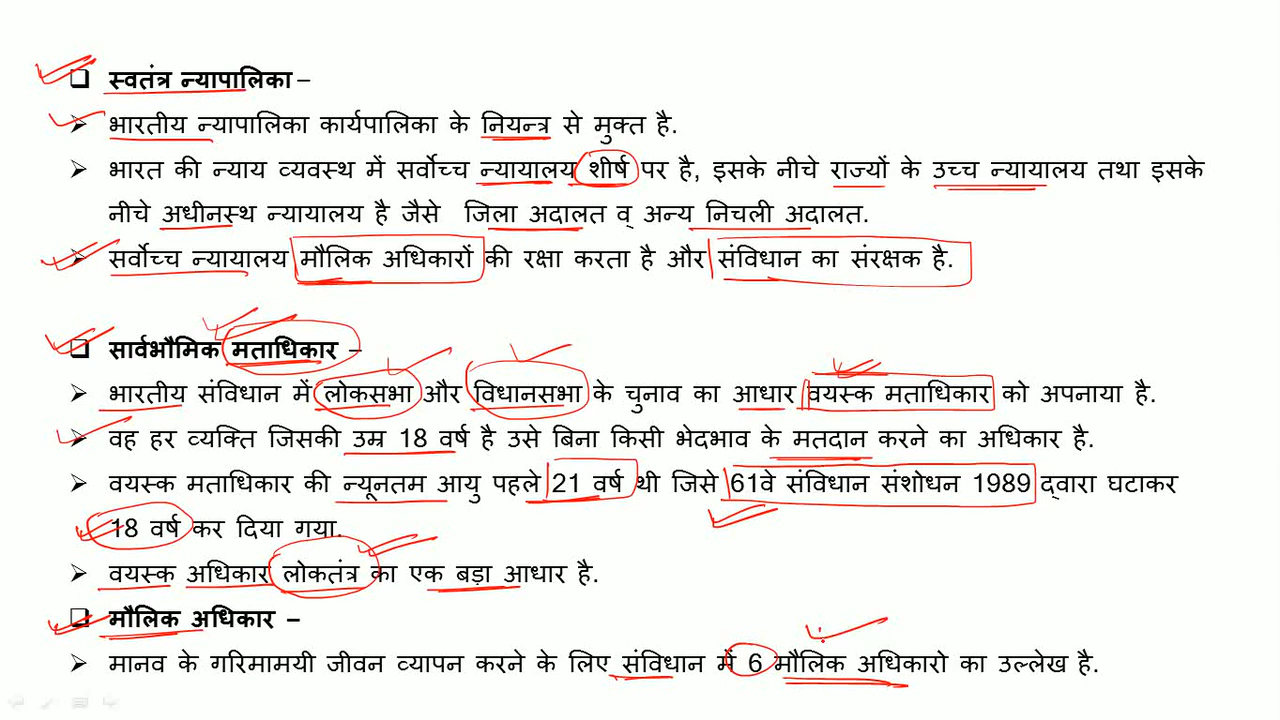 ❑ स्वतंत्र न्यापालिका –
➢ भारतीय न्यापालिका कार्यपालिका के नियन्त्र से मुक्त है.
➢ भारत की न्याय व्यवस्थ में सर्वोच्च न्यायालय शीर्ष पर है, इसके नीचे राज्यों के उच्च न्यायालय तथा इसके
नीचे अधीनस्थ न्यायालय है जैसे जिला अदालत व् अन्य निचली अदालत.
➢ सर्वोच्च न्यायालय मौलिक अधिकारों की रक्षा करता है और संविधान का संरक्षक है.
❑ सार्वभौमिक मताधिकार –
➢ भारतीय संविधान में लोकसभा और विधानसभा के चुनाव का आधार वयस्क मताधिकार को अपनाया है.
➢ वह हर व्यक्ति जिसकी उम्र 18 वर्ष है उसे बिना किसी भेदभाव के मतदान करने का अधिकार है.
➢ वयस्क मताधिकार की न्यूनतम आयु पहले 21 वर्ष थी जिसे 61वे संविधान संशोधन 1989 द्वारा घटाकर
18 वर्ष कर दिया गया.
➢ वयस्क अधिकार लोकतंत्र का एक बड़ा आधार है.
❑ मौलिक अधिकार –
➢ मानव के गरिमामयी जीवन व्यापन करने के लिए संविधान में 6 मौलिक अधिकारो का उल्लेख है.